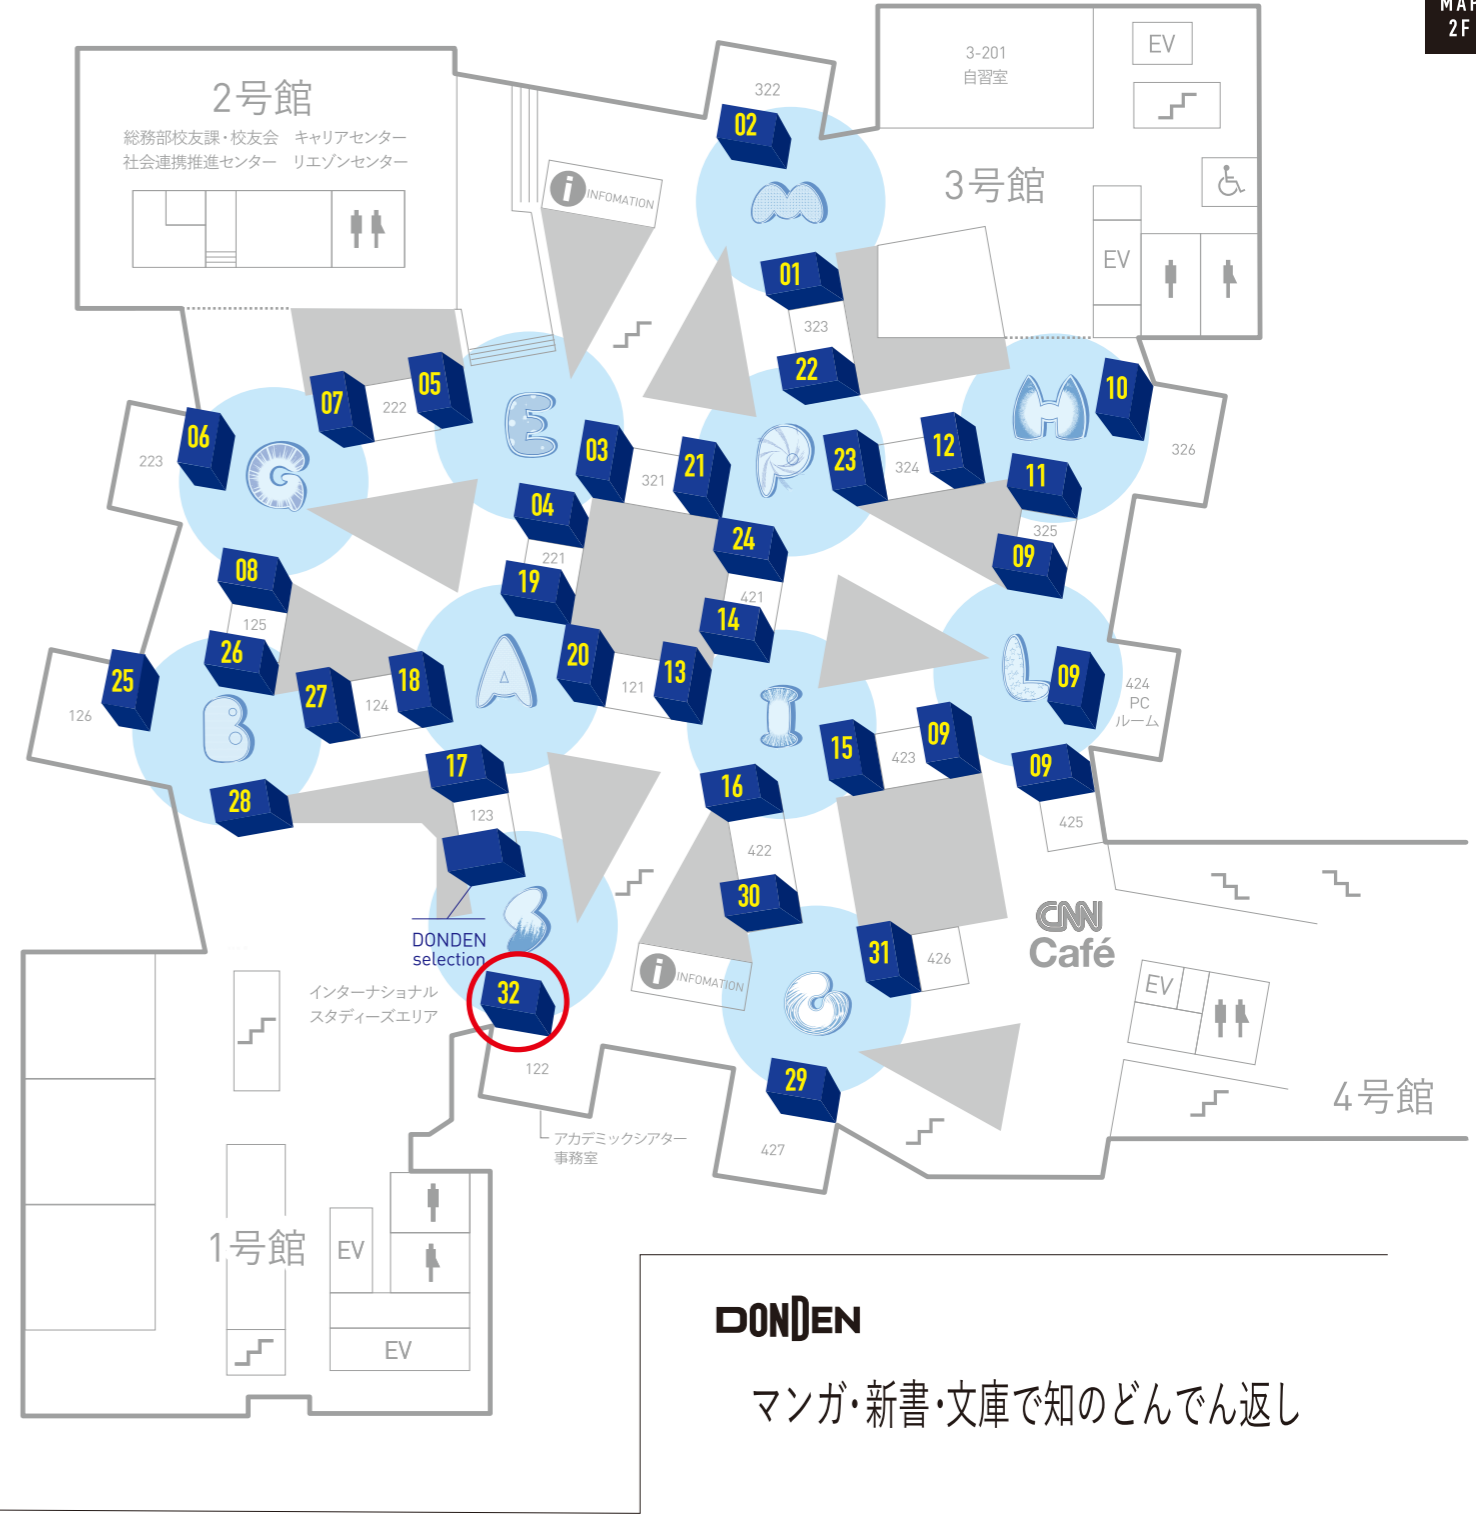 MAP
2F
2号館
総務部校友課・校友会 キャリアセンター
社会連携推進センター リエゾンセンター
322
02
M
3-201
自習室
EV
3号館
EV
INFOMATION
01
323
22
07
222
05
E
06
223
G
03
321
21
P
23
324
12
H
10
326
11
325
09
04
221
19
24
421
14
08
125
26
25
126
B
27
124
18
A
20
121
13
I
15
423
09
L
09
424
PC
ルーム
09
425
28
17
123
16
422
30
S
DONDEN
selection
32
122
インターナショナル
スタディーズエリア
INFOMATION
31
426
G
29
427
CNN
Café
EV
4号館
アカデミックシアター
事務室
1号館
EV
EV
DONDEN
マンガ・新書・文庫で知のどんでん返し